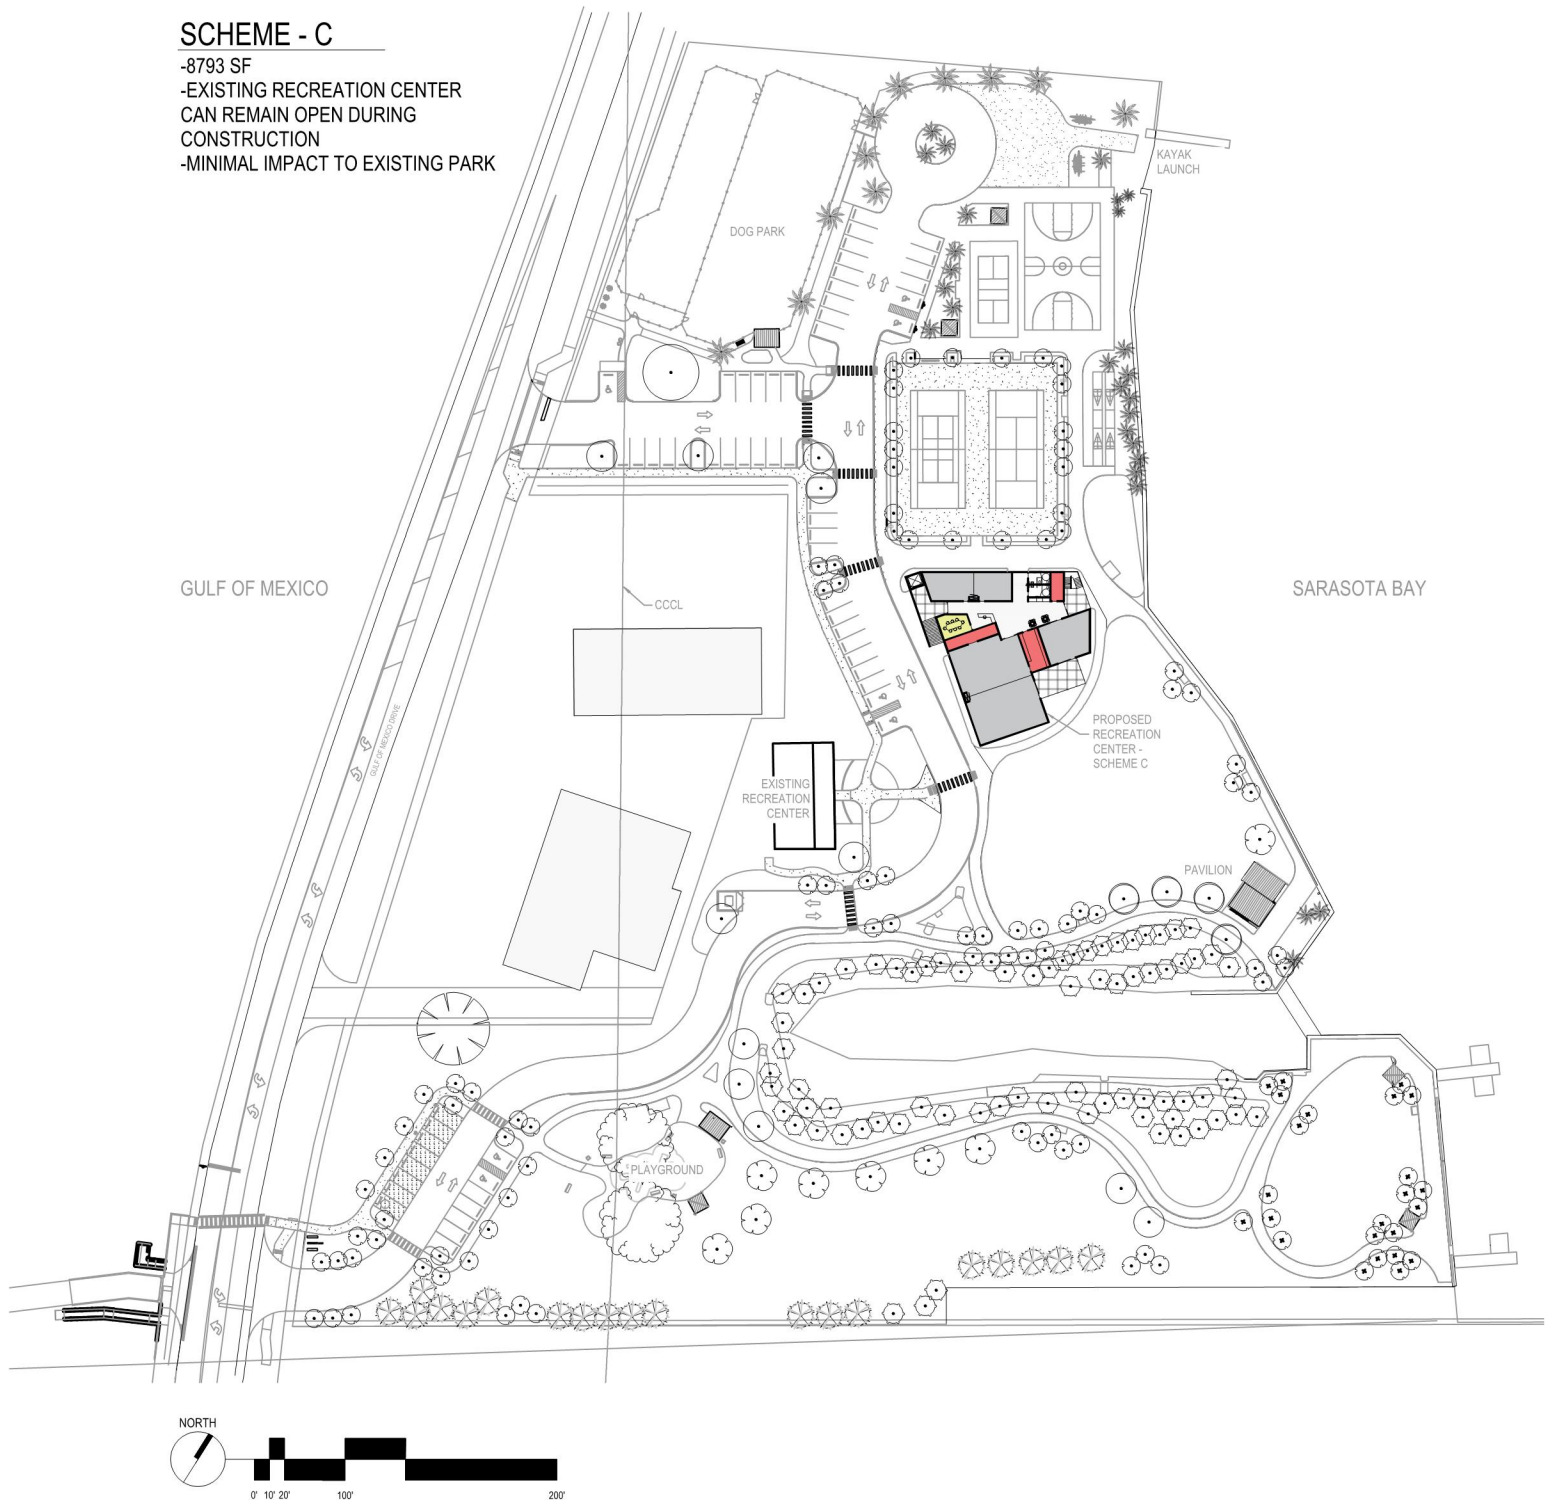 SCHEME - C
-8793 SF
-EXISTING RECREATION CENTER
CAN REMAIN OPEN DURING
CONSTRUCTION
-MINIMAL IMPACT TO EXISTING PARK
KAYAK
LAUNCH
DOG PARK
GULF OF MEXICO
CCCL
SARASOTA BAY
GULF OF MEXICO DRIVE
PROPOSED
RECREATION
CENTER -
SCHEME C
EXISTING
RECREATION
CENTER
PAVILION
PLAYGROUND
NORTH
0' 10' 20' 100' 200'